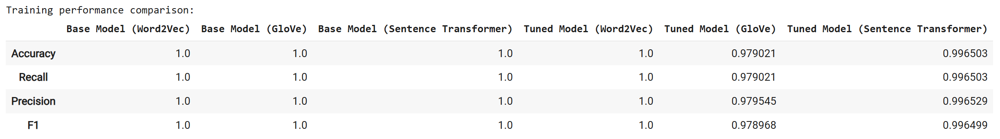 Training performance comparison:
Base Model (Word2Vec) Base Model (GloVe) Base Model (Sentence Transformer) Tuned Model (Word2Vec) Tuned Model (GloVe) Tuned Model (Sentence Transformer)
Accuracy 1.0 1.0 1.0 1.0 0.979021 0.996503
Recall 1.0 1.0 1.0 1.0 0.979021 0.996503
Precision 1.0 1.0 1.0 1.0 0.979545 0.996529
F1 1.0 1.0 1.0 1.0 0.978968 0.996499